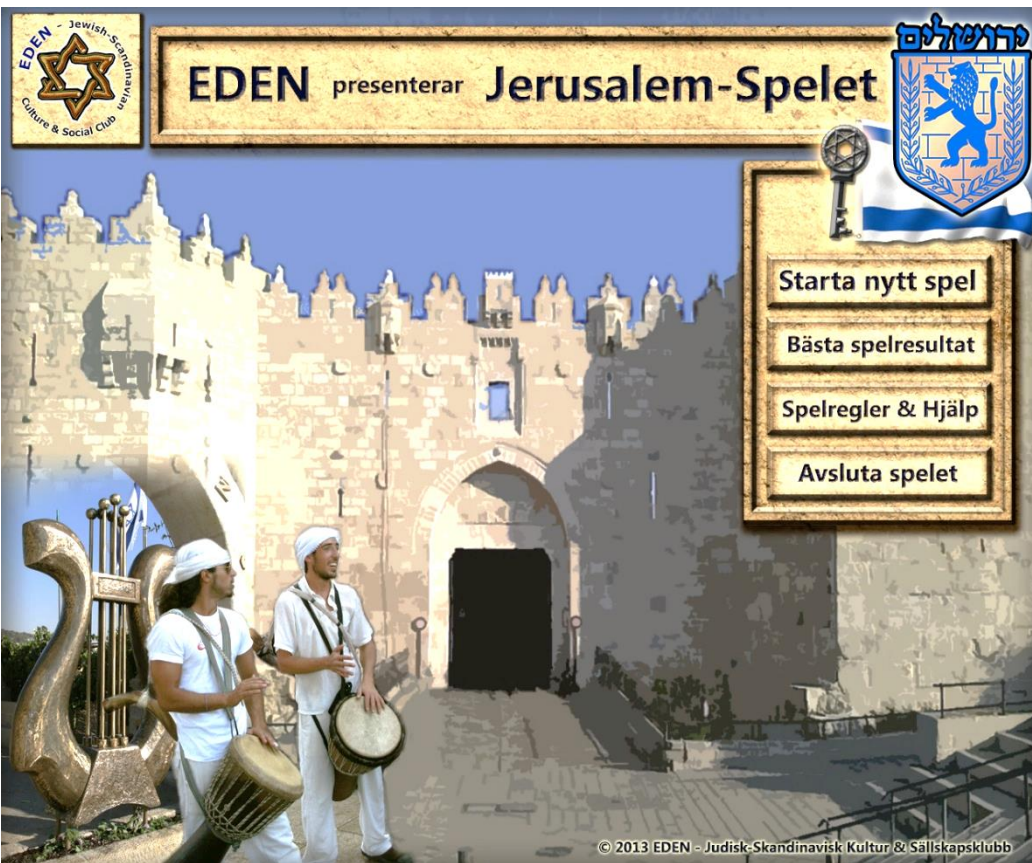 EDEN - Jewish-Scandinavian
Culture & Social Club
EDEN presenterar Jerusalem-Spelet
ירושלים
Starta nytt spel
Bästa spelresultat
Spelregler & Hjälp
Avsluta spelet
© 2013 EDEN - Judisk-Skandinavisk Kultur & Sällskapsklubb